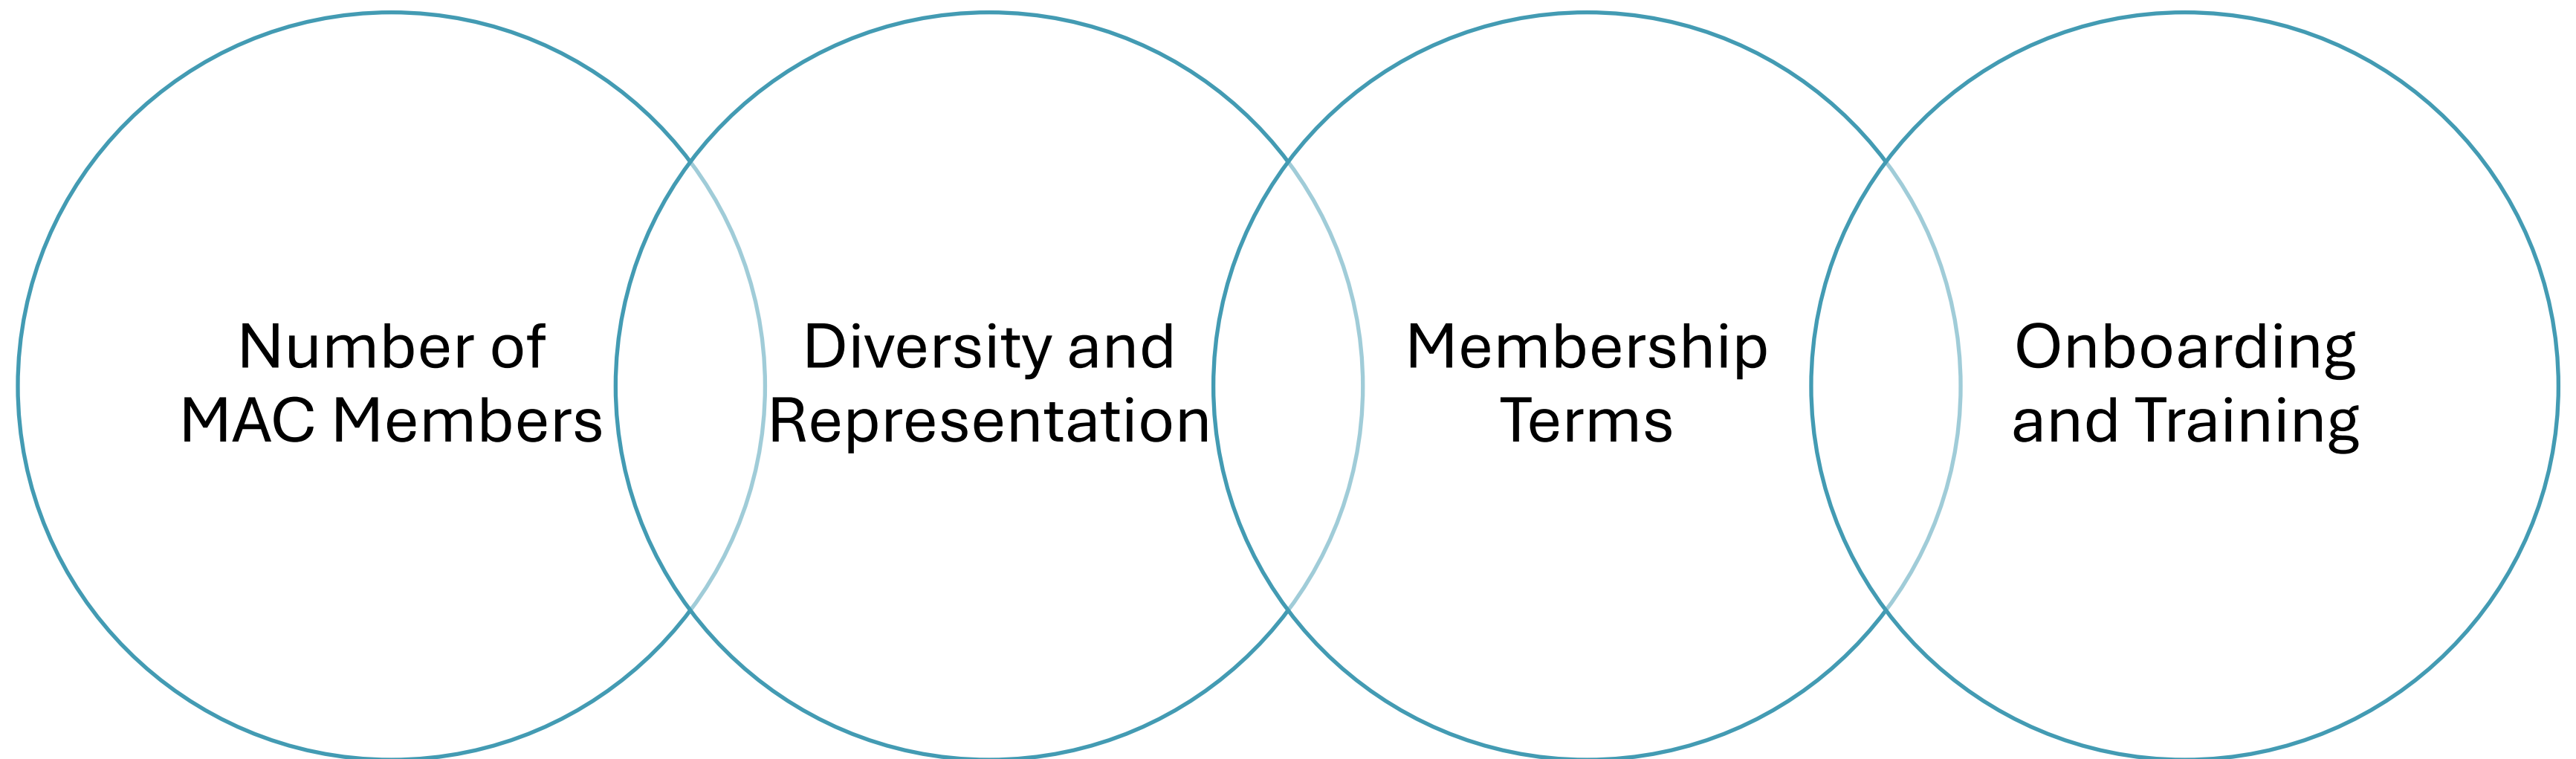 Number of
MAC Members
Diversity and
Representation
Membership
Terms
Onboarding
and Training